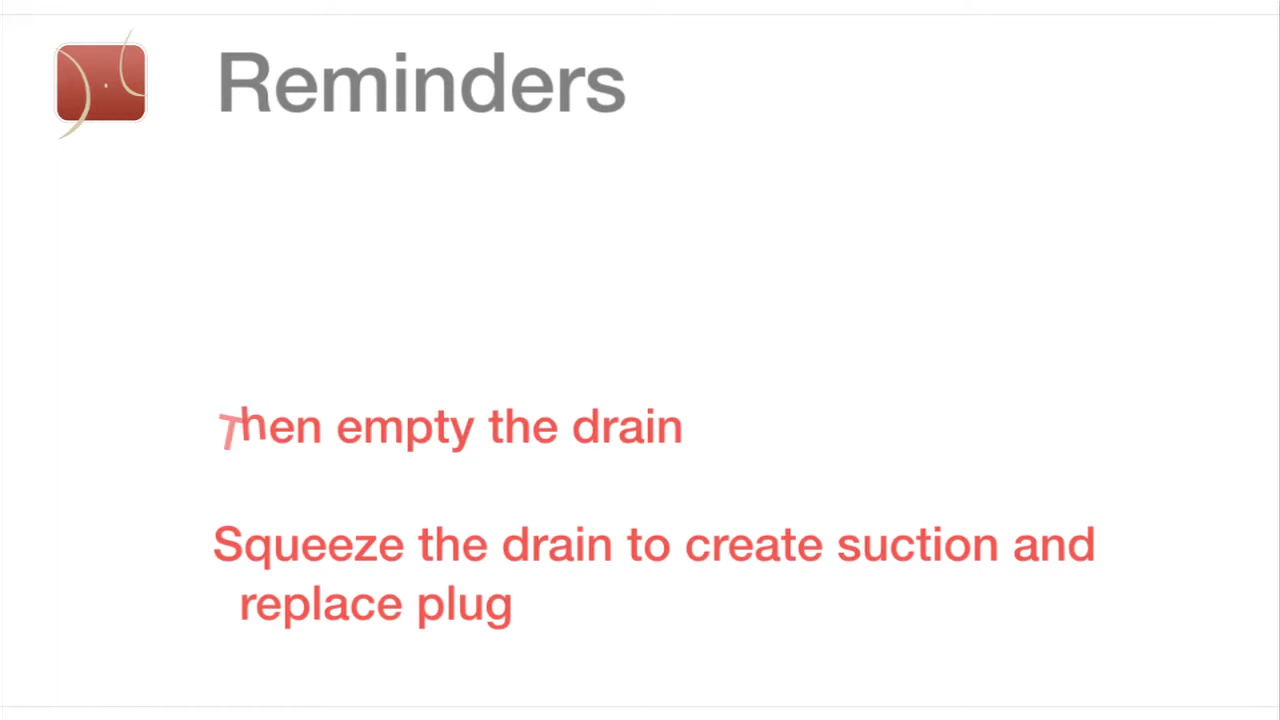 Reminders
Then empty the drain
Squeeze the drain to create suction and
replace plug